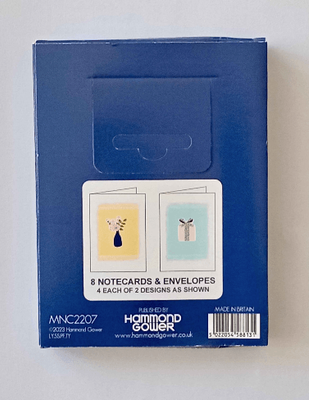 8 NOTECARDS & ENVELOPES
4 EACH OF 2 DESIGNS AS SHOWN
MNC2207
©2023 Hammond Gower
PUBLISHED BY
HAMMOND
GOWER
www.hammondgower.co.uk
MADE IN BRITAIN